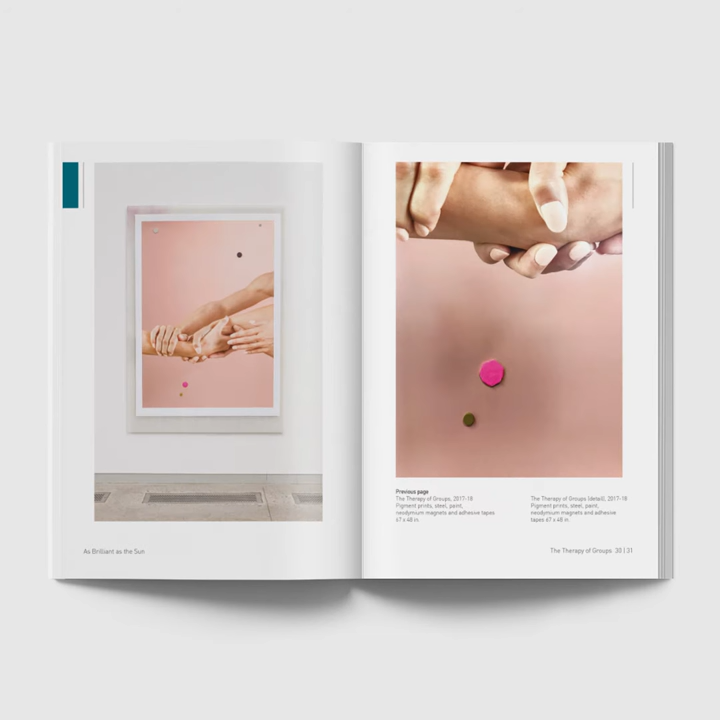 As Brilliant as the Sun
Previous page
The Therapy of Groups, 2017-18
Pigment prints, steel, paint,
neodymium magnets and adhesive tapes
67 x 48 in.
The Therapy of Groups (detail), 2017-18
Pigment prints, steel, paint,
neodymium magnets and adhesive
tapes 67 x 48 in.
The Therapy of Groups 30 | 31